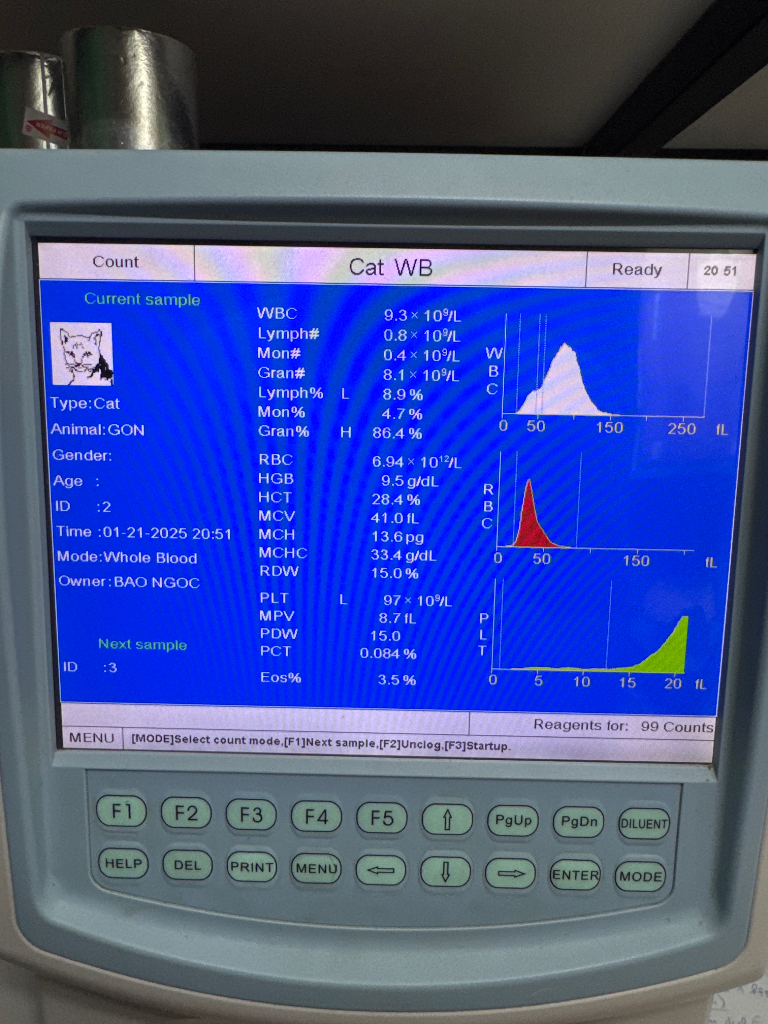 Count Cat WB Ready 20 51
Current sample
Type:Cat
Animal:GON
Gender:
Age :
ID :2
Time :01-21-2025 20:51
Mode:Whole Blood
Owner:BAO NGOC
Next sample
ID :3
WBC 9.3 × 10⁹/L
Lymph# 0.8 × 10⁹/L
Mon# 0.4 × 10⁹/L
Gran# 8.1 × 10⁹/L
Lymph% L 8.9 %
Mon% 4.7 %
Gran% H 86.4 %
RBC 6.94 × 10¹²/L
HGB 9.5 g/dL
HCT 28.4 %
MCV 41.0 fL
MCH 13.6 pg
MCHC 33.4 g/dL
RDW 15.0 %
PLT L 97 × 10⁹/L
MPV 8.7 fL
PDW 15.0
PCT 0.084 %
Eos% 3.5 %
WBC
0 50 150 250 fL
RBC
0 50 150 fL
PLT
0 5 10 15 20 fL
Reagents for: 99 Counts
MENU [MODE]Select count mode,[F1]Next sample,[F2]Unclog,[F3]Startup.
F1 F2 F3 F4 F5 ⇧ PgUp PgDn DILUENT
HELP DEL PRINT MENU ⇦ ⇩ ⇨ ENTER MODE